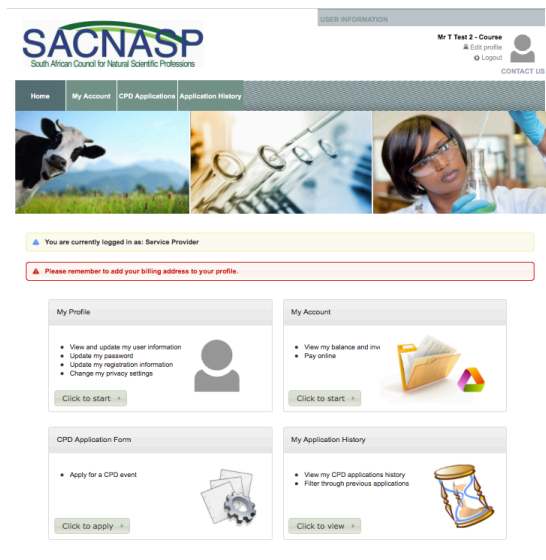 USER INFORMATION
SACNASP
South African Council for Natural Scientific Professions
Mr T Test 2 - Course
Edit profile
Logout
CONTACT US
Home My Account CPD Applications Application History
You are currently logged in as: Service Provider
Please remember to add your billing address to your profile.
My Profile
View and update my user information
Update my password
Update my registration information
Change my privacy settings
Click to start
My Account
View my balance and inv
Pay online
Click to start
CPD Application Form
Apply for a CPD event
Click to apply
My Application History
View my CPD applications history
Filter through previous applications
Click to view